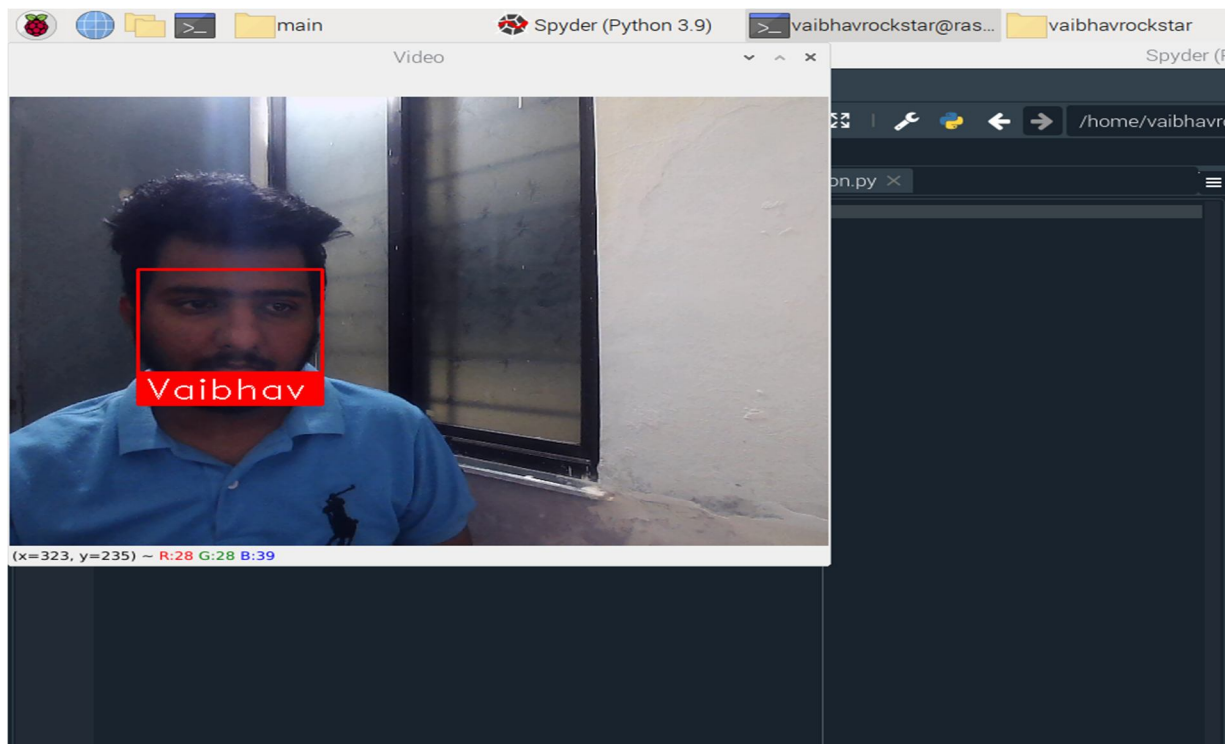 main
Spyder (Python 3.9)
vaibhavrockstar@ras...
vaibhavrockstar
Video
Spyder (
/home/vaibhavr
on.py
Vaibhav
(x=323, y=235) ~ R:28 G:28 B:39